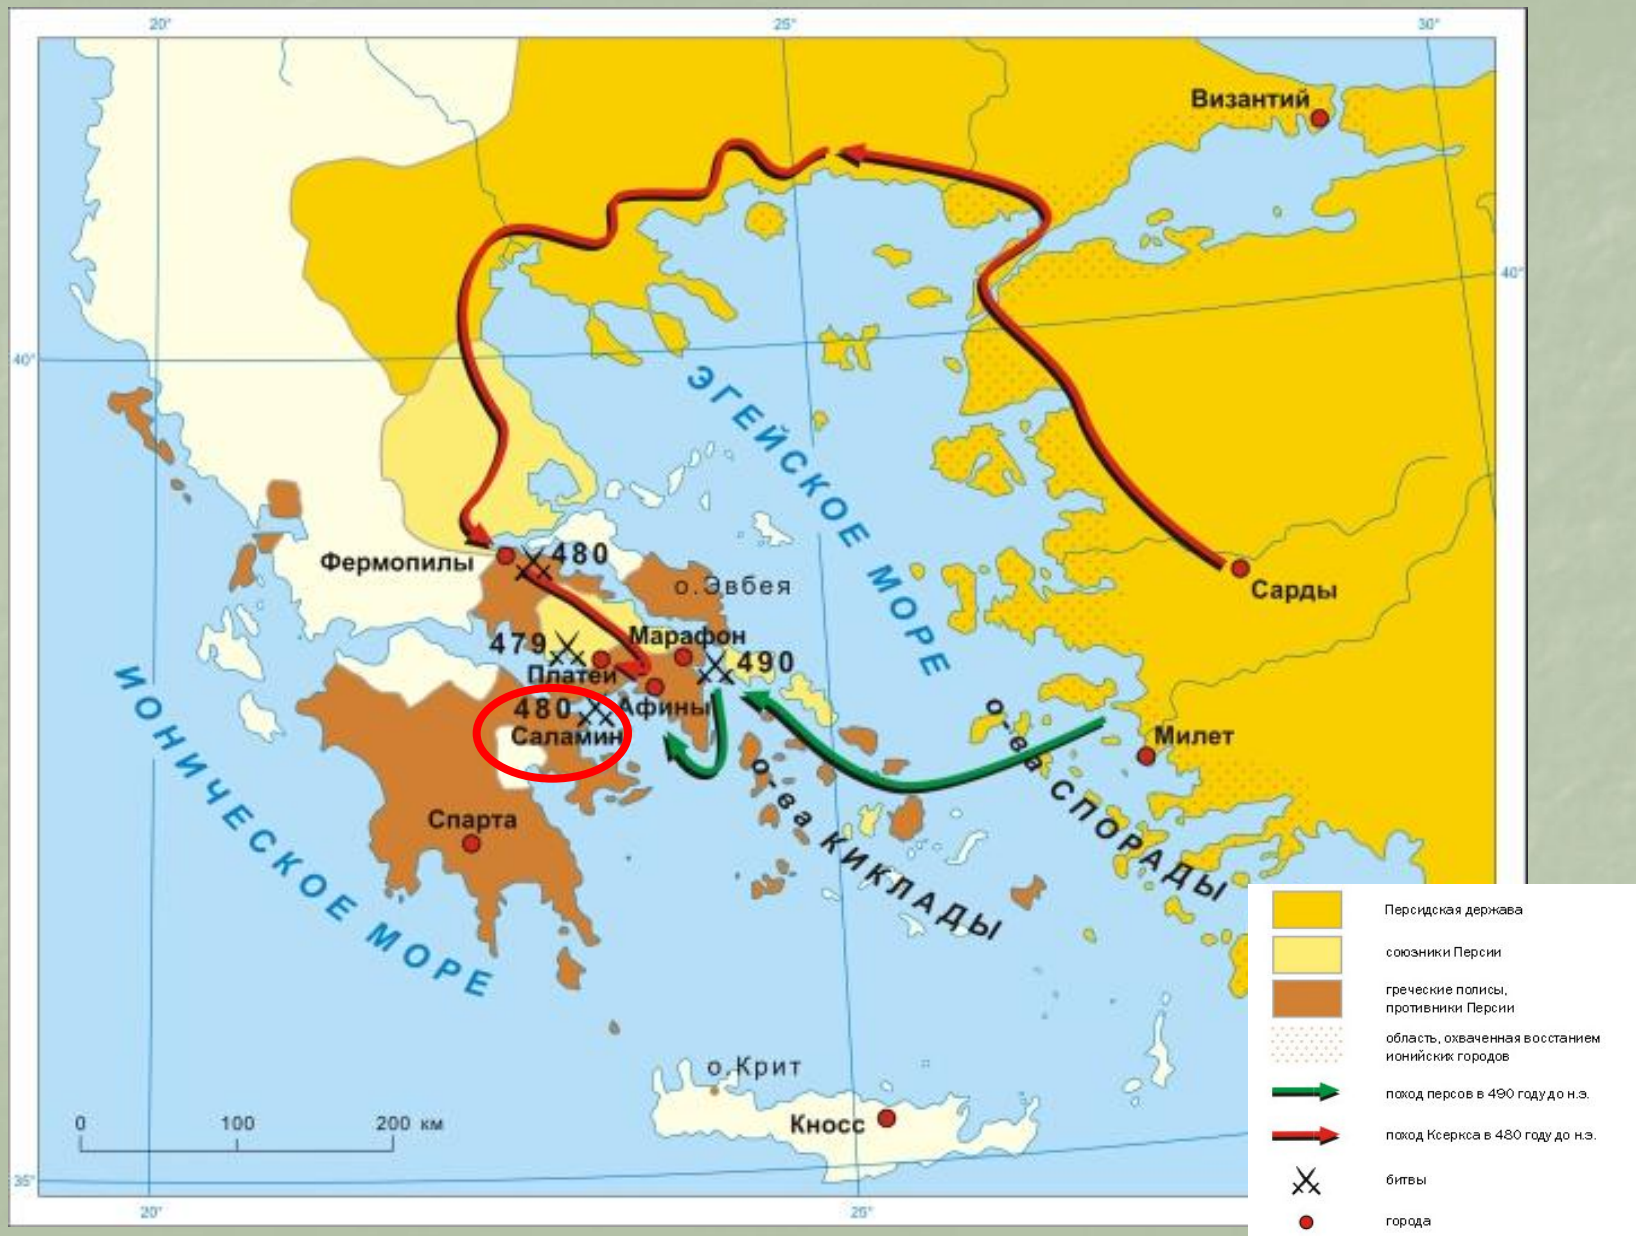 20°
25°
30°
Византий
40°
40°
ЭГЕЙСКОЕ МОРЕ
Фермопилы
480
о.Эвбея
Сарды
479
Марафон
490
Платеи
480
Афины
Саламин
Милет
о-ва СПОРАДЫ
о-ва КИКЛАДЫ
Спарта
ИОНИЧЕСКОЕ МОРЕ
о.Крит
Кносс
0 100 200 км
35°
20°
25°
Персидская держава
союзники Персии
греческие полисы,
противники Персии
область, охваченная восстанием
ионийских городов
поход персов в 490 году до н.э.
поход Ксеркса в 480 году до н.э.
битвы
города